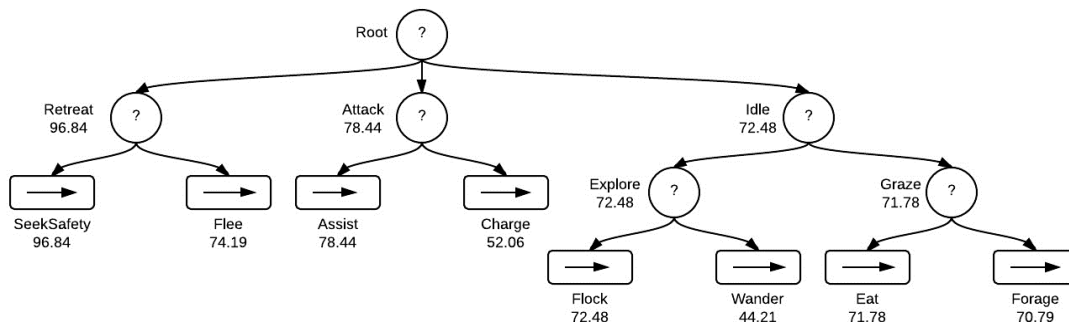 Root
?
Retreat
96.84
?
Attack
78.44
?
Idle
72.48
?
SeekSafety
96.84
Flee
74.19
Assist
78.44
Charge
52.06
Explore
72.48
?
Graze
71.78
?
Flock
72.48
Wander
44.21
Eat
71.78
Forage
70.79